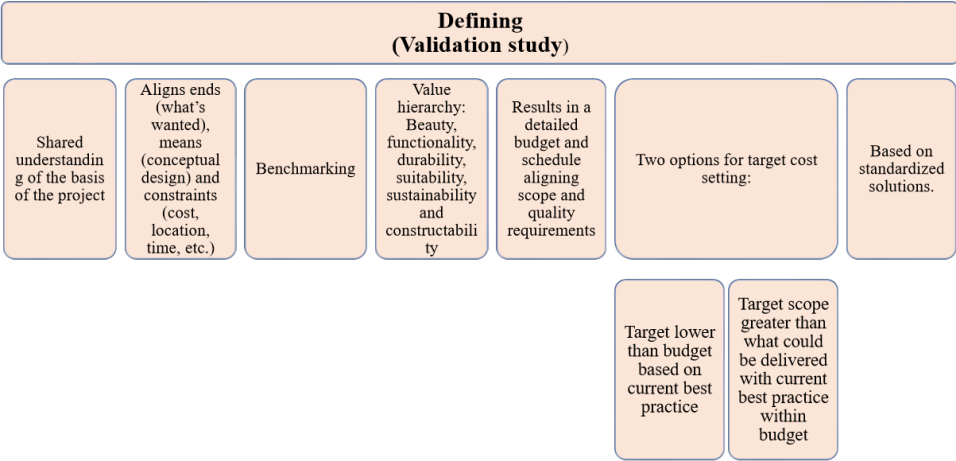 Defining
(Validation study)
Shared
understandin
g of the basis
of the project
Aligns ends
(what's
wanted),
means
(conceptual
design) and
constraints
(cost,
location,
time, etc.)
Benchmarking
Value
hierarchy:
Beauty,
functionality,
durability,
suitability,
sustainability
and
constructabili
ty
Results in a
detailed
budget and
schedule
aligning
scope and
quality
requirements
Two options for target cost
setting:
Based on
standardized
solutions.
Target lower
than budget
based on
current best
practice
Target scope
greater than
what could
be delivered
with current
best practice
within
budget